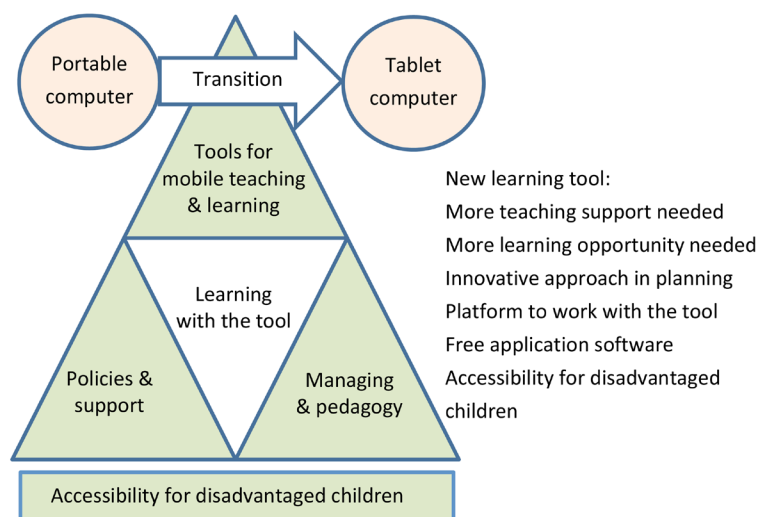 Portable
computer
Transition
Tablet
computer
Tools for
mobile teaching
& learning
Learning
with the tool
Policies &
support
Managing
& pedagogy
Accessibility for disadvantaged children
New learning tool:
More teaching support needed
More learning opportunity needed
Innovative approach in planning
Platform to work with the tool
Free application software
Accessibility for disadvantaged
children